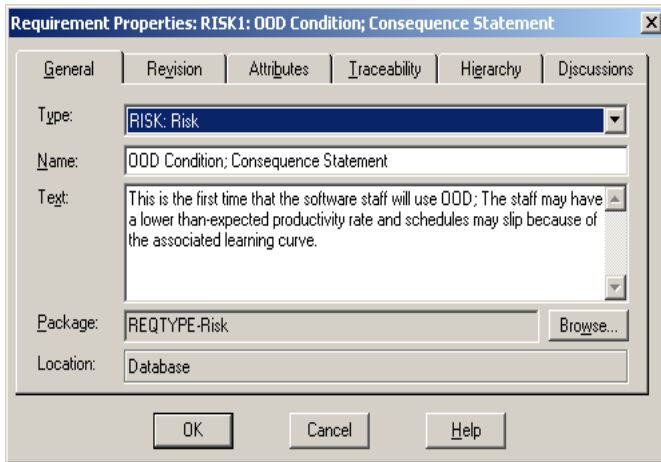 Requirement Properties: RISK1: OOD Condition; Consequence Statement
General Revision Attributes Traceability Hierarchy Discussions
Type: RISK: Risk
Name: OOD Condition; Consequence Statement
Text: This is the first time that the software staff will use OOD; The staff may have
a lower than-expected productivity rate and schedules may slip because of
the associated learning curve.
Package: REQTYPE-Risk Browse...
Location: Database
OK Cancel Help